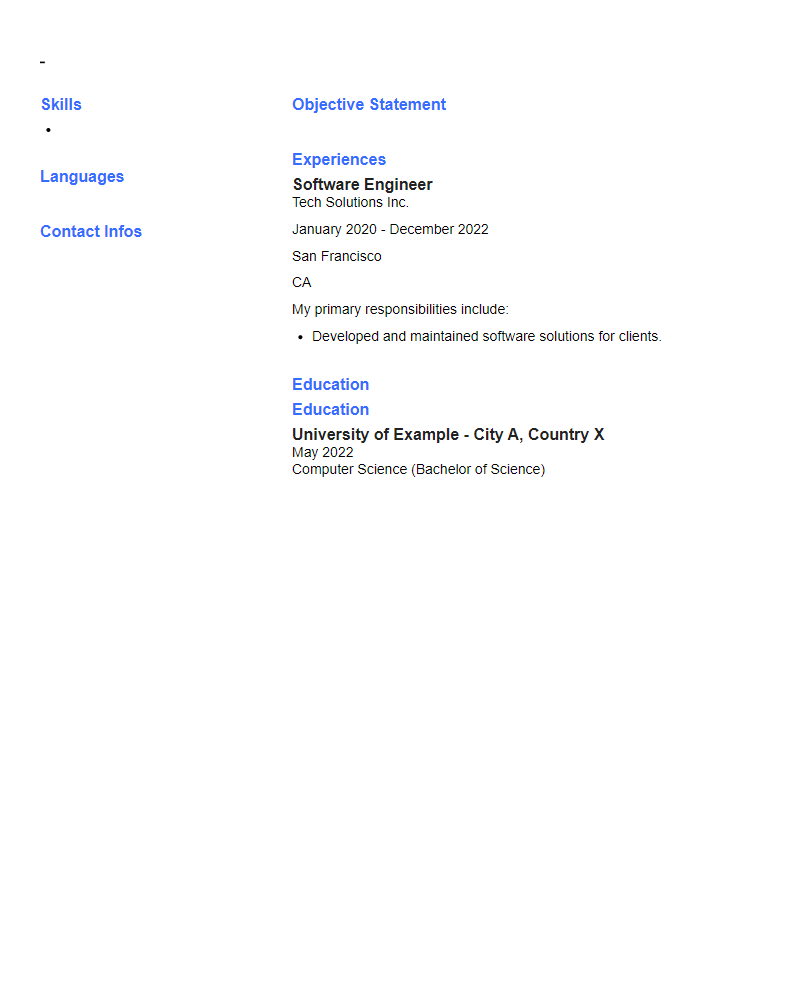 -
Skills
•
Languages
Contact Infos
Objective Statement
Experiences
Software Engineer
Tech Solutions Inc.
January 2020 - December 2022
San Francisco
CA
My primary responsibilities include:
• Developed and maintained software solutions for clients.
Education
Education
University of Example - City A, Country X
May 2022
Computer Science (Bachelor of Science)